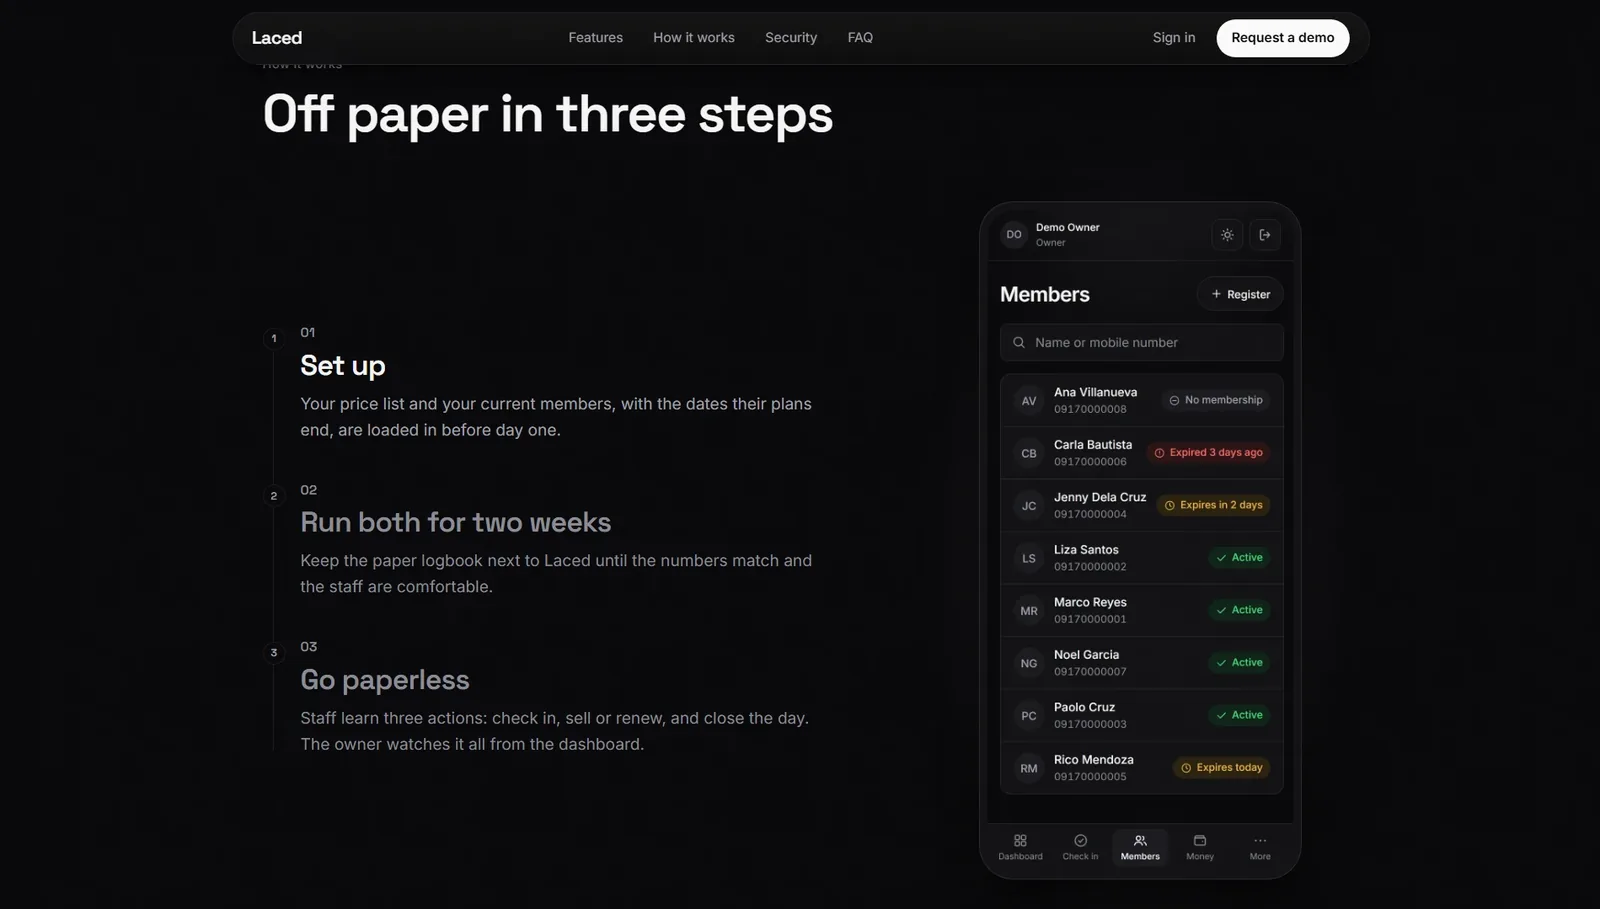 Laced
Features
How it works
Security
FAQ
Sign in
Request a demo
How it works
Off paper in three steps
1
01
Set up
Your price list and your current members, with the dates their plans
end, are loaded in before day one.
2
02
Run both for two weeks
Keep the paper logbook next to Laced until the numbers match and
the staff are comfortable.
3
03
Go paperless
Staff learn three actions: check in, sell or renew, and close the day.
The owner watches it all from the dashboard.
DO
Demo Owner
Owner
Members
+ Register
Name or mobile number
AV
Ana Villanueva
09170000008
No membership
CB
Carla Bautista
09170000006
Expired 3 days ago
JC
Jenny Dela Cruz
09170000004
Expires in 2 days
LS
Liza Santos
09170000002
Active
MR
Marco Reyes
09170000001
Active
NG
Noel Garcia
09170000007
Active
PC
Paolo Cruz
09170000003
Active
RM
Rico Mendoza
09170000005
Expires today
Dashboard
Check in
Members
Money
More